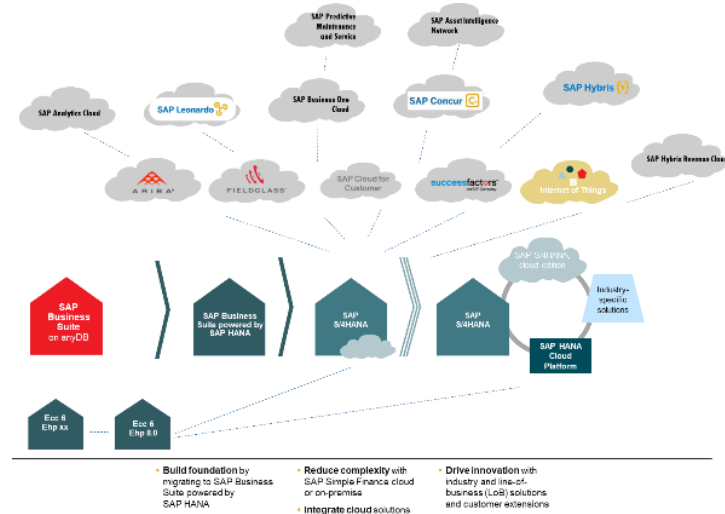 SAP Predictive
Maintenance
and Service
SAP Asset Intelligence
Network
SAP Analytics Cloud
SAP Leonardo
SAP Business One
Cloud
SAP Concur
SAP Hybris
SAP Hybris Revenue Cloud
ARIBA
FIELDGLASS
SAP Cloud for
Customer
successfactors
Internet of Things
SAP
Business
Suite
on anyDB
SAP Business
Suite powered by
SAP HANA
SAP
S/4HANA
SAP
S/4HANA
SAP S/4HANA,
cloud edition
Industry-
specific
solutions
SAP HANA
Cloud
Platform
Ecc 6
Ehp xx
Ecc 6
Ehp 8.0
• Build foundation by
migrating to SAP Business
Suite powered by
SAP HANA
• Reduce complexity with
SAP Simple Finance cloud
or on-premise
• Integrate cloud solutions
• Drive innovation with
industry and line-of-
business (LoB) solutions
and customer extensions